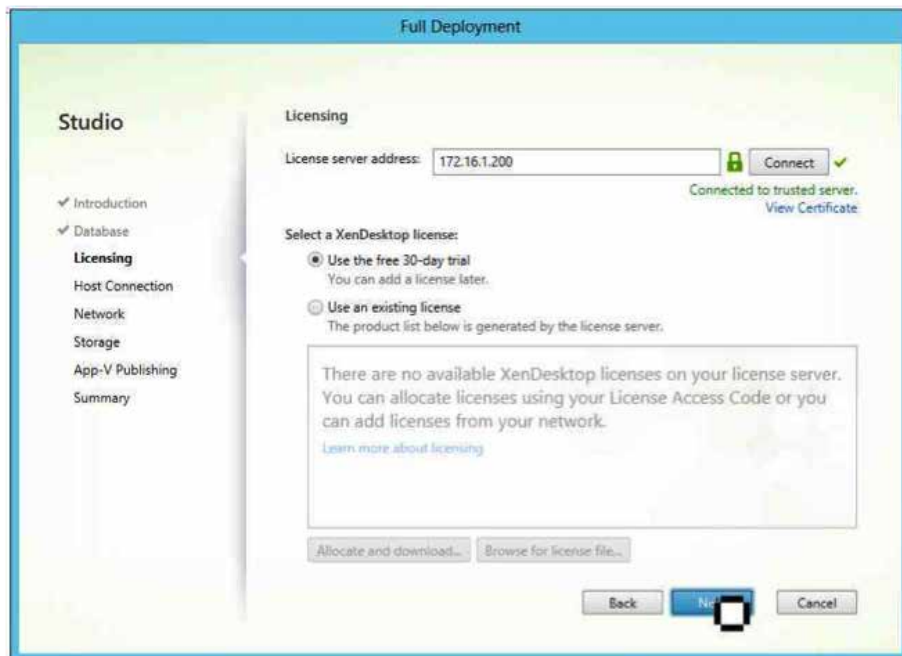 Full Deployment
Studio
Introduction
Database
Licensing
Host Connection
Network
Storage
App-V Publishing
Summary
Licensing
License server address:
172.16.1.200
Connect
Connected to trusted server.
View Certificate
Select a XenDesktop license:
Use the free 30-day trial
You can add a license later.
Use an existing license
The product list below is generated by the license server.
There are no available XenDesktop licenses on your license server.
You can allocate licenses using your License Access Code or you
can add licenses from your network.
Learn more about licensing
Allocate and download...
Browse for license file...
Back
Cancel